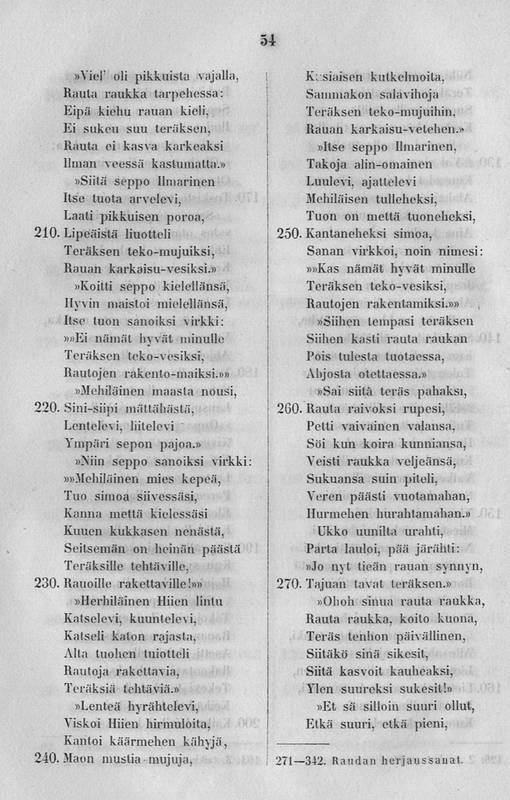 54
»Viel' oli pikkuista vajalla,
Rauta raukka tarpehessa:
Eipä kiehu rauan kieli,
Ei sukeu suu teräksen,
Rauta ei kasva karkeaksi
Ilman veessä kastumatta.»
»Siitä seppo Ilmarinen
Itse tuota arvelevi,
Laati pikkuisen poroa,
210. Lipeäistä liuotteli
Teräksen teko-mujuiksi,
Rauan karkaisu-vesiksi.»
»Koitti seppo kielellänsä,
Hyvin maistoi mielellänsä,
Itse tuon sanoiksi virkki:
»»Ei nämät hyvät minulle
Teräksen teko-vesiksi,
Rautojen rakento-maiksi.»»
»Mehiläinen maasta nousi,
220. Sini-siipi mättähästä,
Lentelevi, liitelevi
Ympäri sepon pajoa.»
»Niin seppo sanoiksi virkki:
»»Mehiläinen mies kepeä,
Tuo simoa siivessäsi,
Kanna mettä kielessäsi
Kuuen kukkasen nenästä,
Seitsemän on heinän päästä
Teräksille tehtäville,
230. Rauoille rakettaville!»»
»Herhiläinen Hiien lintu
Katselevi, kuuntelevi,
Katseli katon rajasta,
Alta tuohen tuiotteli
Rautoja rakettavia,
Teräksiä tehtäviä.»
»Lenteä hyrähtelevi,
Viskoi Hiien hirmuloita,
Kantoi käärmehen kähyjä,
240. Maon mustia mujuja,
Kusiaisen kutkelmoita,
Sammakon salavihoja
Teräksen teko-mujuihin,
Rauan karkaisu-vetehen.»
»Itse seppo Ilmarinen,
Takoja alin-omainen
Luulevi, ajattelevi
Mehiläisen tulleheksi,
Tuon on mettä tuoneheksi,
250. Kantaneheksi simoa,
Sanan virkkoi, noin nimesi:
»»Kas nämät hyvät minulle
Teräksen teko-vesiksi,
Rautojen rakentamiksi.»»
»Siihen tempasi teräksen
Siihen kasti rauta raukan
Pois tulesta tuotaessa,
Ahjosta otettaessa.»
»Sai siitä teräs pahaksi,
260. Rauta raivoksi rupesi,
Petti vaivainen valansa,
Söi kun koira kunniansa,
Veisti raukka veljeänsä,
Sukuansa suin piteli,
Veren päästi vuotamahan,
Hurmehen hurahtamahan.»
Ukko uunilta urahti,
Parta lauloi, pää järähti:
»Jo nyt tieän rauan synnyn,
270. Tajuan tavat teräksen.»
»Ohoh sinua rauta raukka,
Rauta raukka, koito kuona,
Teräs tenhon päivällinen,
Siitäkö sinä sikesit,
Siitä kasvoit kauheaksi,
Ylen suureksi sukesit!»
»Et sä silloin suuri ollut,
Etkä suuri, etkä pieni,
271—342. Raudan herjaussanat.